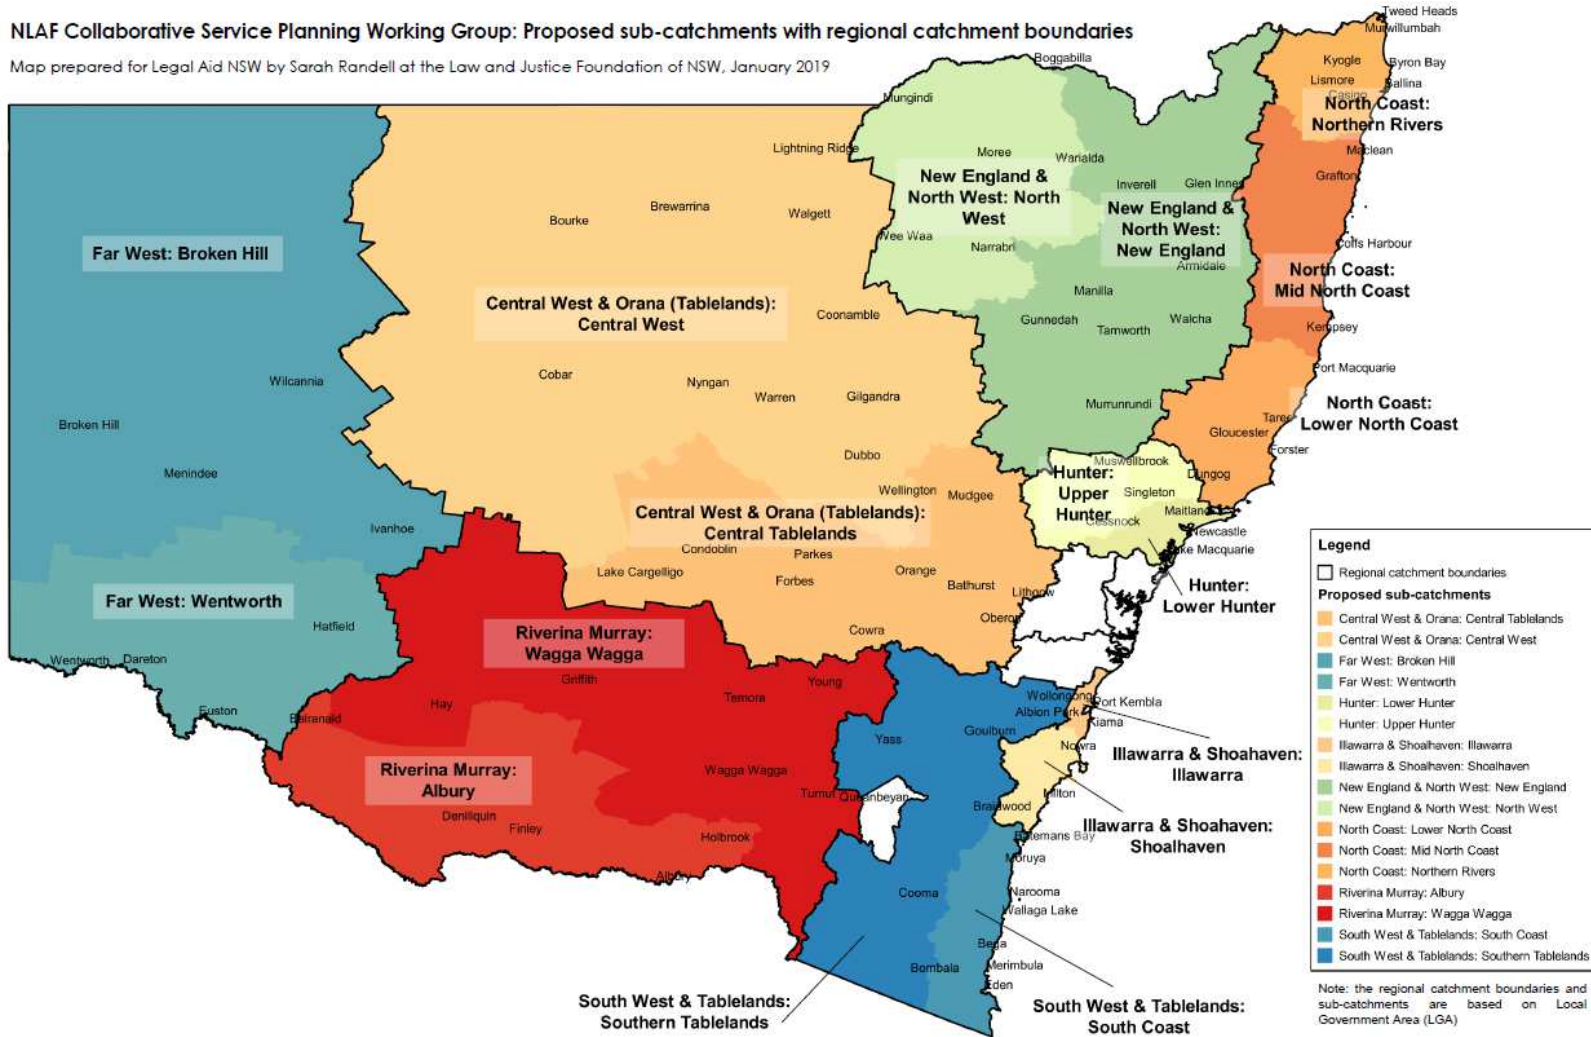 NLAF Collaborative Service Planning Working Group: Proposed sub-catchments with regional catchment boundaries
Map prepared for Legal Aid NSW by Sarah Randell at the Law and Justice Foundation of NSW, January 2019
Tweed Heads
Murwillumbah
Boggabilla
Kyogle
Byron Bay
Lismore
Ballina
Mungindi
Casino
North Coast:
Northern Rivers
Lightning Ridge
Moree
Warialda
Maclean
New England &
North West: North
West
Inverell
Glen Innes
Grafton
Bourke
Brewarrina
Walgett
New England &
North West:
New England
Wee Waa
Narrabri
Coffs Harbour
Far West: Broken Hill
Armidale
North Coast:
Mid North Coast
Central West & Orana (Tablelands):
Central West
Manilla
Coonamble
Gunnedah
Tamworth
Walcha
Kempsey
Wilcannia
Cobar
Nyngan
Warren
Gilgandra
Port Macquarie
Murrunrundi
North Coast:
Lower North Coast
Broken Hill
Taree
Gloucester
Forster
Menindee
Dubbo
Muswellbrook
Dungog
Hunter:
Upper
Hunter
Wellington
Mudgee
Singleton
Ivanhoe
Central West & Orana (Tablelands):
Central Tablelands
Maitland
Cessnock
Newcastle
Lake Macquarie
Condoblin
Parkes
Lake Cargelligo
Forbes
Orange
Bathurst
Lithgow
Hunter:
Lower Hunter
Far West: Wentworth
Hatfield
Oberon
Cowra
Riverina Murray:
Wagga Wagga
Wentworth
Dareton
Griffith
Young
Temora
Wollongong
Port Kembla
Albion Park
Kiama
Euston
Balranald
Hay
Yass
Goulburn
Nowra
Illawarra & Shoahaven:
Illawarra
Riverina Murray:
Albury
Wagga Wagga
Tumut
Queanbeyan
Milton
Braidwood
Illawarra & Shoahaven:
Shoalhaven
Deniliquin
Finley
Holbrook
Batemans Bay
Moruya
Albury
Cooma
Narooma
Wallaga Lake
Bega
Bombala
Merimbula
Eden
South West & Tablelands:
Southern Tablelands
South West & Tablelands:
South Coast
Legend
Regional catchment boundaries
Proposed sub-catchments
Central West & Orana: Central Tablelands
Central West & Orana: Central West
Far West: Broken Hill
Far West: Wentworth
Hunter: Lower Hunter
Hunter: Upper Hunter
Illawarra & Shoalhaven: Illawarra
Illawarra & Shoalhaven: Shoalhaven
New England & North West: New England
New England & North West: North West
North Coast: Lower North Coast
North Coast: Mid North Coast
North Coast: Northern Rivers
Riverina Murray: Albury
Riverina Murray: Wagga Wagga
South West & Tablelands: South Coast
South West & Tablelands: Southern Tablelands
Note: the regional catchment boundaries and
sub-catchments are based on Local
Government Area (LGA)